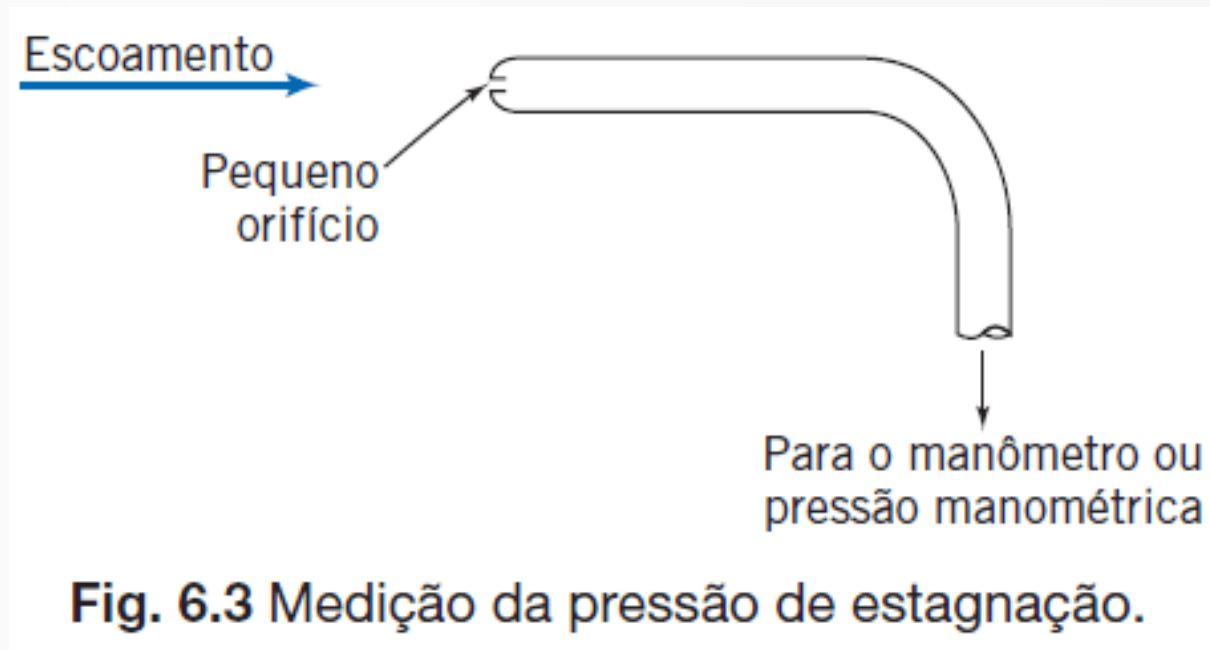 Escoamento
Pequeno
orifício
Para o manômetro ou
pressão manométrica
Fig. 6.3 Medição da pressão de estagnação.